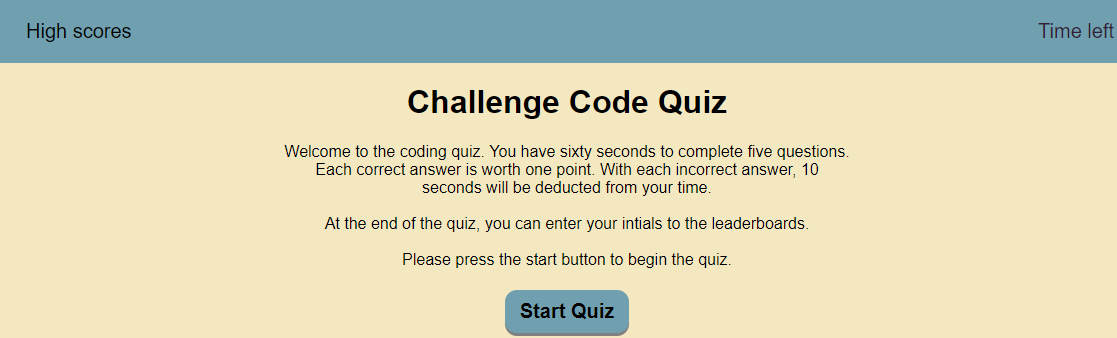 High scores
Time left
Challenge Code Quiz
Welcome to the coding quiz. You have sixty seconds to complete five questions.
Each correct answer is worth one point. With each incorrect answer, 10
seconds will be deducted from your time.
At the end of the quiz, you can enter your intials to the leaderboards.
Please press the start button to begin the quiz.
Start Quiz